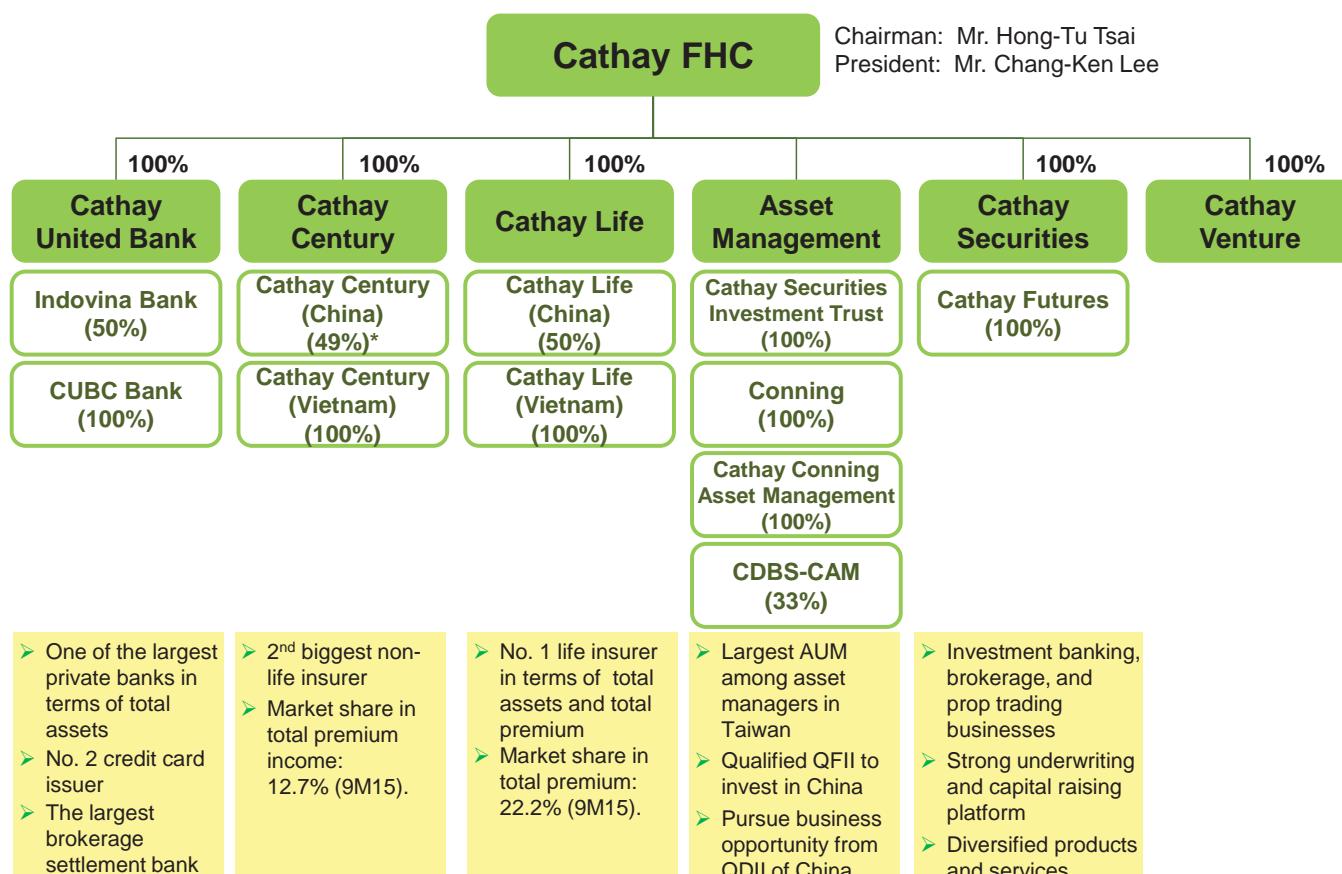 Cathay FHC
Chairman: Mr. Hong-Tu Tsai
President: Mr. Chang-Ken Lee
100%
100%
100%
100%
100%
Cathay
United Bank
Cathay
Century
Cathay Life
Asset
Management
Cathay
Securities
Cathay
Venture
Indovina Bank
(50%)
CUBC Bank
(100%)
Cathay Century
(China)
(49%)*
Cathay Century
(Vietnam)
(100%)
Cathay Life
(China)
(50%)
Cathay Life
(Vietnam)
(100%)
Cathay Securities
Investment Trust
(100%)
Conning
(100%)
Cathay Conning
Asset Management
(100%)
CDBS-CAM
(33%)
Cathay Futures
(100%)
➢ One of the largest
private banks in
terms of total
assets
➢ No. 2 credit card
issuer
➢ The largest
brokerage
settlement bank
➢ 2nd biggest non-
life insurer
➢ Market share in
total premium
income:
12.7% (9M15).
➢ No. 1 life insurer
in terms of total
assets and total
premium
➢ Market share in
total premium:
22.2% (9M15).
➢ Largest AUM
among asset
managers in
Taiwan
➢ Qualified QFII to
invest in China
➢ Pursue business
opportunity from
QDII of China
➢ Investment banking,
brokerage, and
prop trading
businesses
➢ Strong underwriting
and capital raising
platform
➢ Diversified products
and services